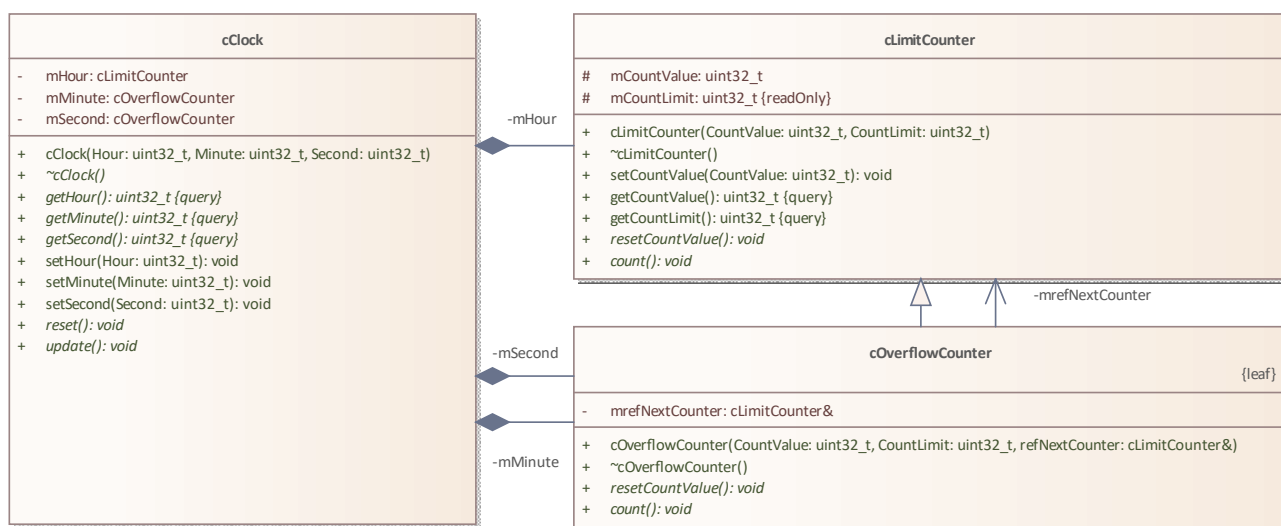 cClock
- mHour: cLimitCounter
- mMinute: cOverflowCounter
- mSecond: cOverflowCounter
+ cClock(Hour: uint32_t, Minute: uint32_t, Second: uint32_t)
+ ~cClock()
+ getHour(): uint32_t {query}
+ getMinute(): uint32_t {query}
+ getSecond(): uint32_t {query}
+ setHour(Hour: uint32_t): void
+ setMinute(Minute: uint32_t): void
+ setSecond(Second: uint32_t): void
+ reset(): void
+ update(): void
-mHour
cLimitCounter
# mCountValue: uint32_t
# mCountLimit: uint32_t {readOnly}
+ cLimitCounter(CountValue: uint32_t, CountLimit: uint32_t)
+ ~cLimitCounter()
+ setCountValue(CountValue: uint32_t): void
+ getCountValue(): uint32_t {query}
+ getCountLimit(): uint32_t {query}
+ resetCountValue(): void
+ count(): void
-mrefNextCounter
-mSecond
-mMinute
cOverflowCounter
{leaf}
- mrefNextCounter: cLimitCounter&
+ cOverflowCounter(CountValue: uint32_t, CountLimit: uint32_t, refNextCounter: cLimitCounter&)
+ ~cOverflowCounter()
+ resetCountValue(): void
+ count(): void